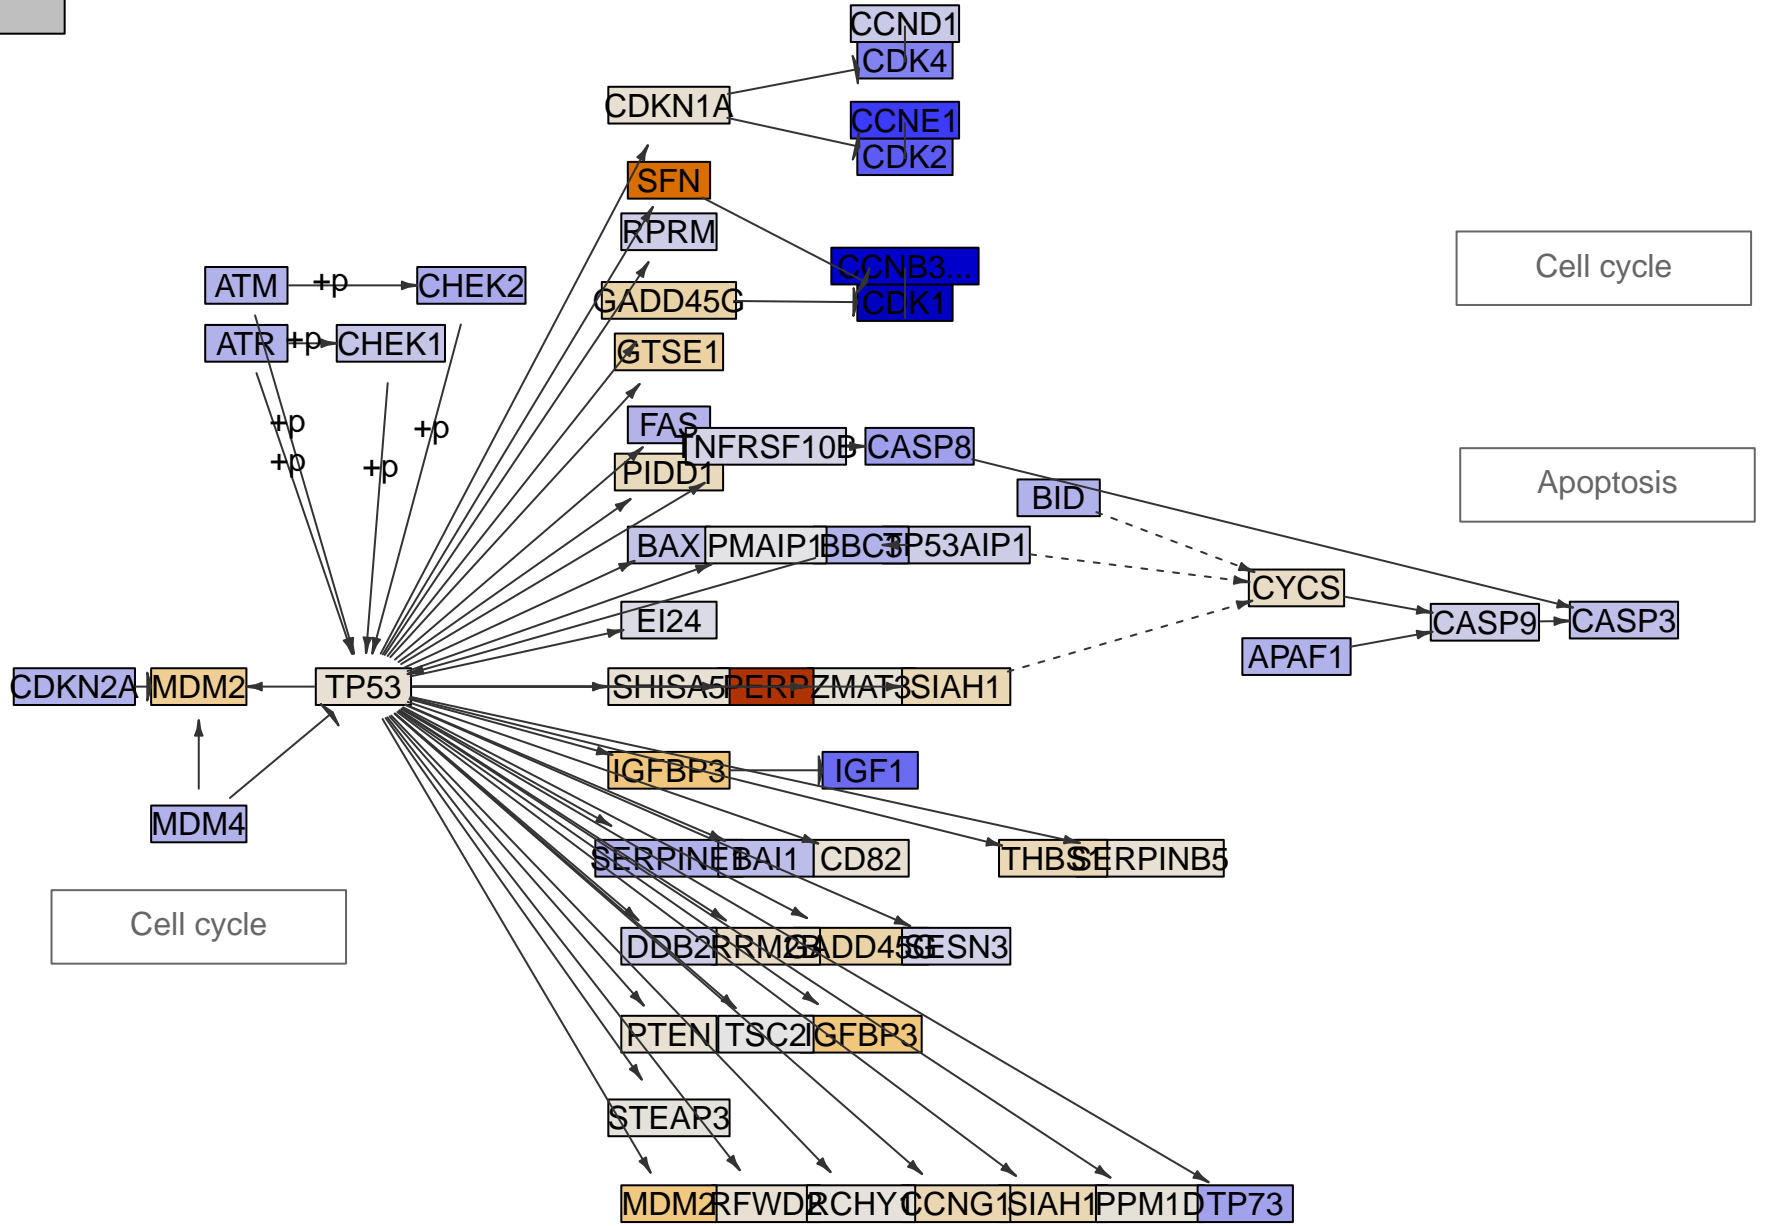 CCND1
CDK4
CDKN1A
CCNE1
CDK2
SFN
RPRM
CCNB3...
Cell cycle
ATM
+p
CHEK2
GADD45G
CDK1
ATR
+p
CHEK1
GTSE1
+p
+p
FAS
TNFRSF10B
CASP8
+p
+p
PIDD1
Apoptosis
BID
BAX
PMAIP1
BBC3
TP53AIP1
CYCS
EI24
CASP9
CASP3
APAF1
CDKN2A
MDM2
TP53
SHISA5
PERP
ZMAT3
SIAH1
IGFBP3
IGF1
MDM4
SERPINE1
BAI1
CD82
THBS1
SERPINB5
Cell cycle
DDB2
RRM2B
GADD45G
SESN3
PTEN
TSC2
IGFBP3
STEAP3
MDM2
RFWD2
RCHY1
CCNG1
SIAH1
PPM1D
TP73